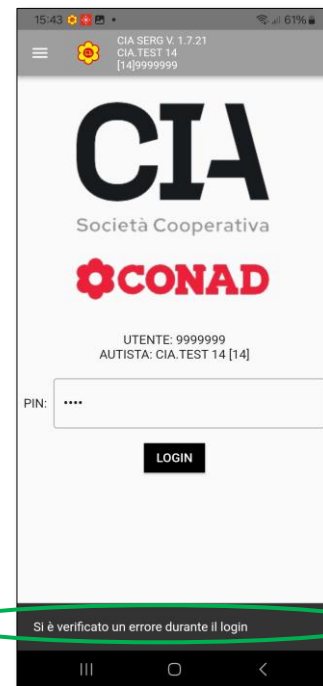 15:43
61%
CIA SERG V. 1.7.21
CIA.TEST 14
[14]9999999
CIA
Società Cooperativa
CONAD
UTENTE: 9999999
AUTISTA: CIA.TEST 14 [14]
PIN: ••••
LOGIN
Si è verificato un errore durante il login